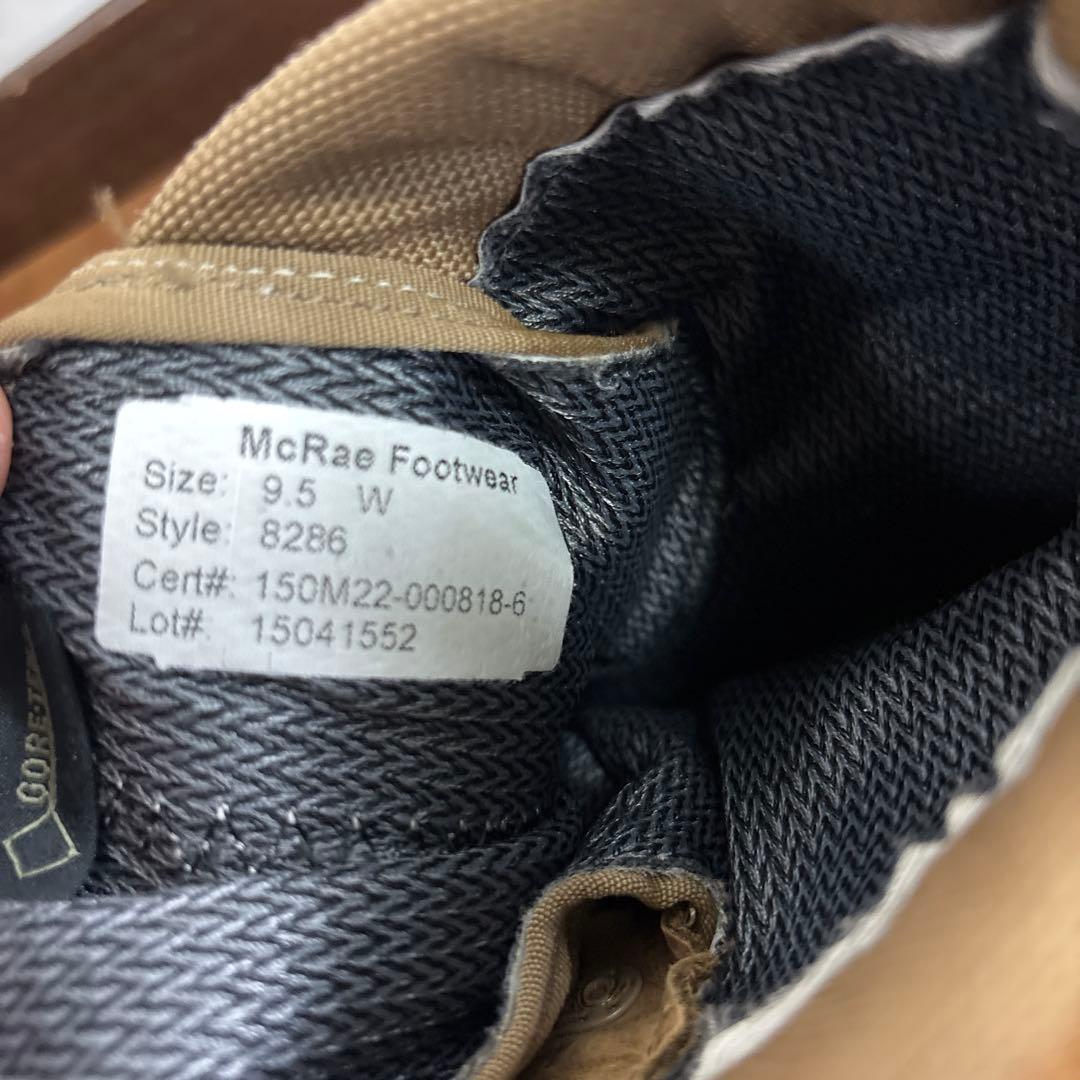 McRae Footwear
Size: 9.5 W
Style: 8286
Cert#: 150M22-000818-6
Lot#. 15041552